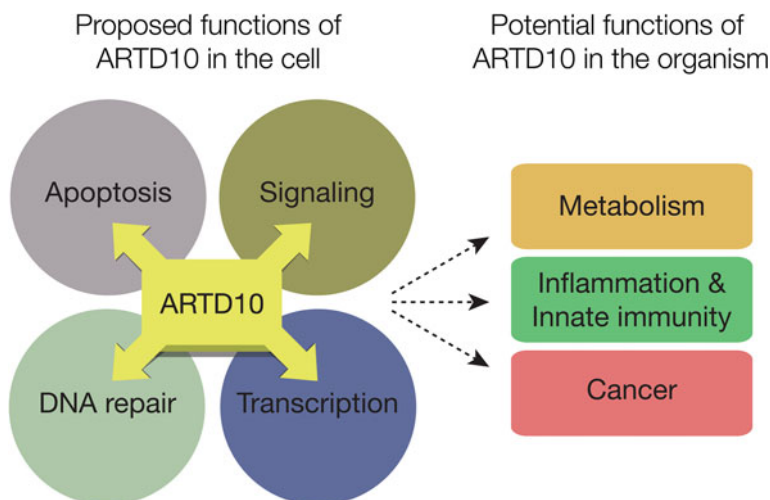 Proposed functions of
ARTD10 in the cell
Potential functions of
ARTD10 in the organism
Apoptosis
Signaling
ARTD10
DNA repair
Transcription
Metabolism
Inflammation &
Innate immunity
Cancer